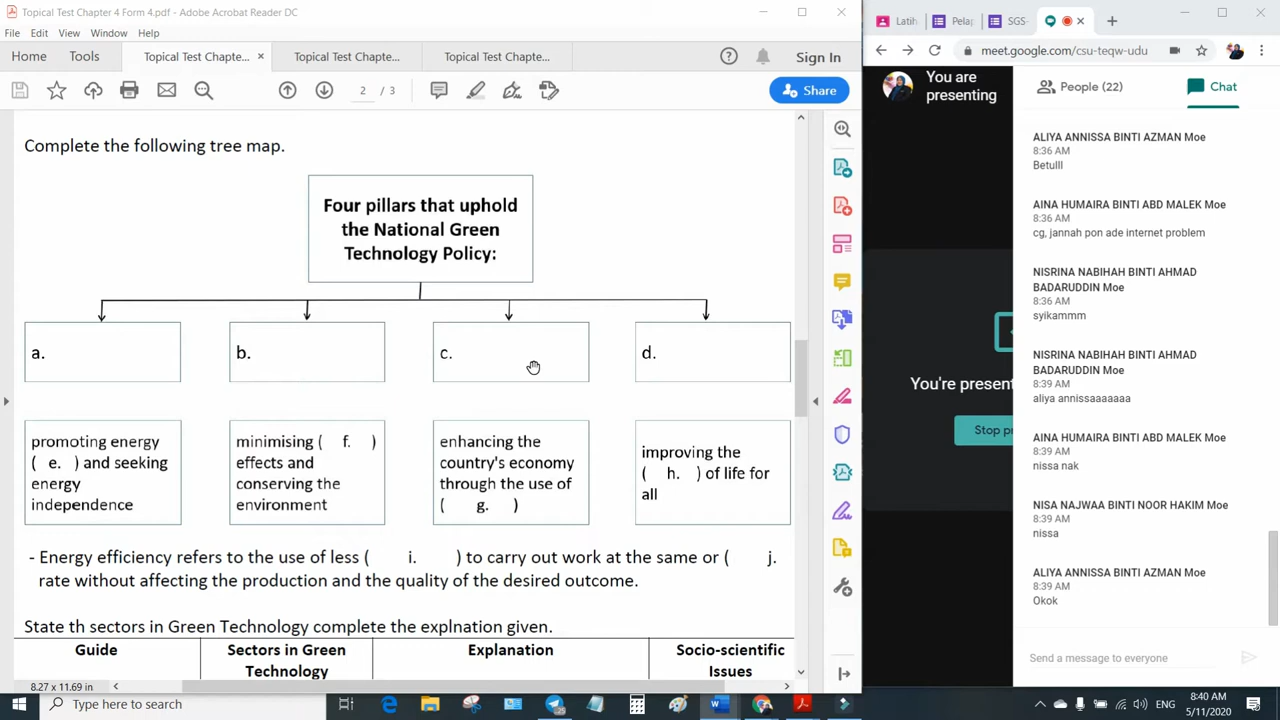 Topical Test Chapter 4 Form 4.pdf - Adobe Acrobat Reader DC
File Edit View Window Help
Home Tools Topical Test Chapte... × Topical Test Chapte... Topical Test Chapte... Sign In
2 / 3 Share
Complete the following tree map.
Four pillars that uphold
the National Green
Technology Policy:
a. b. c. d.
promoting energy
( e. ) and seeking
energy
independence
minimising ( f. )
effects and
conserving the
environment
enhancing the
country's economy
through the use of
( g. )
improving the
( h. ) of life for
all
- Energy efficiency refers to the use of less ( i. ) to carry out work at the same or ( j.
rate without affecting the production and the quality of the desired outcome.
State th sectors in Green Technology complete the explnation given.
Guide
Sectors in Green
Technology
Explanation
Socio-scientific
Issues
8.27 x 11.69 in
Type here to search
Latih Pelap SGS-
meet.google.com/csu-teqw-udu
You are
presenting
People (22) Chat
You're present
Stop pr
ALIYA ANNISSA BINTI AZMAN Moe
8:36 AM
Betulll
AINA HUMAIRA BINTI ABD MALEK Moe
8:36 AM
cg, jannah pon ade internet problem
NISRINA NABIHAH BINTI AHMAD
BADARUDDIN Moe
8:36 AM
syikammm
NISRINA NABIHAH BINTI AHMAD
BADARUDDIN Moe
8:39 AM
aliya annissaaaaaaa
AINA HUMAIRA BINTI ABD MALEK Moe
8:39 AM
nissa nak
NISA NAJWAA BINTI NOOR HAKIM Moe
8:39 AM
nissa
ALIYA ANNISSA BINTI AZMAN Moe
8:39 AM
Okok
Send a message to everyone
ENG
8:40 AM
5/11/2020